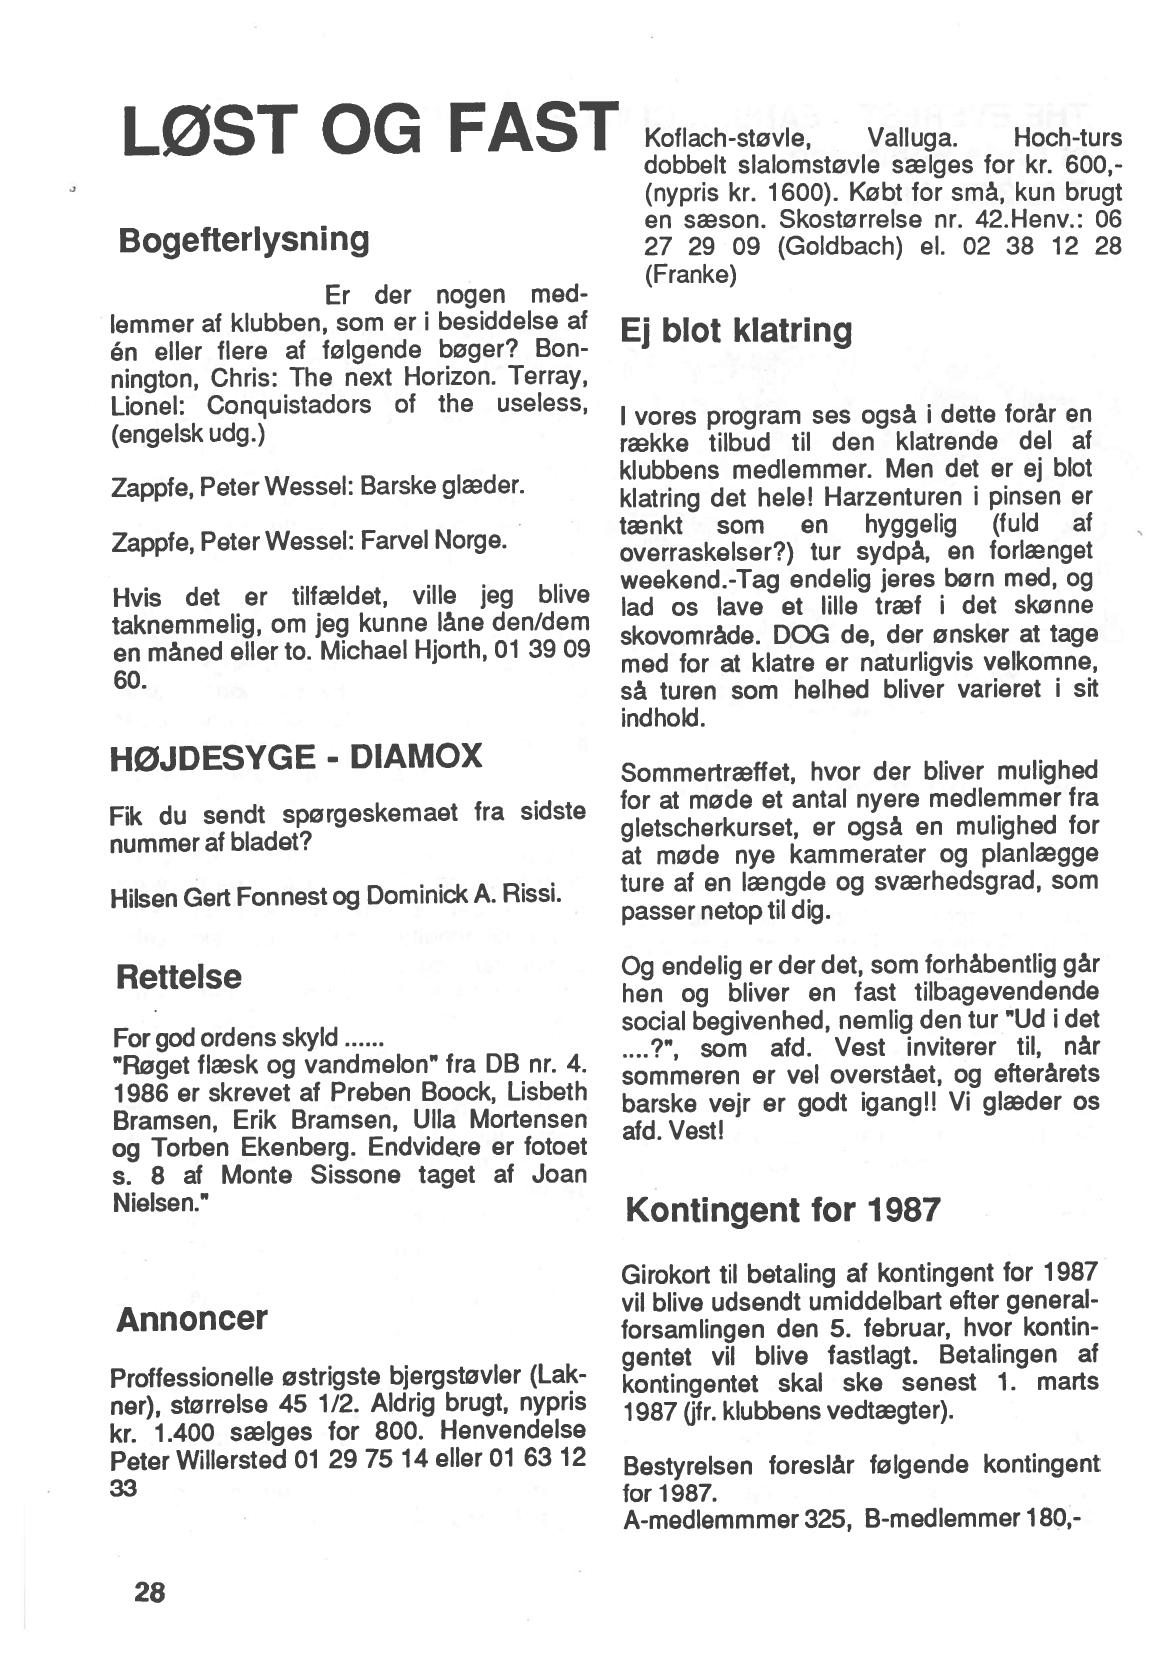 LØST OG FAST
Bogefterlysning
Er der nogen med-
lemmer af klubben, som er i besiddelse af
én eller flere af følgende bøger? Bon-
nington, Chris: The next Horizon. Terray,
Lionel: Conquistadors of the useless,
(engelsk udg.)
Zappfe, Peter Wessel: Barske glæder.
Zappfe, Peter Wessel: Farvel Norge.
Hvis det er tilfældet, ville jeg blive
taknemmelig, om jeg kunne låne den/dem
en måned eller to. Michael Hjorth, 01 39 09
60.
HØJDESYGE - DIAMOX
Fik du sendt spørgeskemaet fra sidste
nummer af bladet?
Hilsen Gert Fonnest og Dominick A. Rissi.
Rettelse
For god ordens skyld ......
"Røget flæsk og vandmelon" fra DB nr. 4.
1986 er skrevet af Preben Boock, Lisbeth
Bramsen, Erik Bramsen, Ulla Mortensen
og Torben Ekenberg. Endvidere er fotoet
s. 8 af Monte Sissone taget af Joan
Nielsen."
Annoncer
Proffessionelle østrigste bjergstøvler (Lak-
ner), størrelse 45 1/2. Aldrig brugt, nypris
kr. 1.400 sælges for 800. Henvendelse
Peter Willersted 01 29 75 14 eller 01 63 12
33
Koflach-støvle, Valluga. Hoch-turs
dobbelt slalomstøvle sælges for kr. 600,-
(nypris kr. 1600). Købt for små, kun brugt
en sæson. Skostørrelse nr. 42.Henv.: 06
27 29 09 (Goldbach) el. 02 38 12 28
(Franke)
Ej blot klatring
I vores program ses også i dette forår en
række tilbud til den klatrende del af
klubbens medlemmer. Men det er ej blot
klatring det hele! Harzenturen i pinsen er
tænkt som en hyggelig (fuld af
overraskelser?) tur sydpå, en forlænget
weekend.-Tag endelig jeres børn med, og
lad os lave et lille træf i det skønne
skovområde. DOG de, der ønsker at tage
med for at klatre er naturligvis velkomne,
så turen som helhed bliver varieret i sit
indhold.
Sommertræffet, hvor der bliver mulighed
for at møde et antal nyere medlemmer fra
gletscherkurset, er også en mulighed for
at møde nye kammerater og planlægge
ture af en længde og sværhedsgrad, som
passer netop til dig.
Og endelig er der det, som forhåbentlig går
hen og bliver en fast tilbagevendende
social begivenhed, nemlig den tur "Ud i det
....?", som afd. Vest inviterer til, når
sommeren er vel overstået, og efterårets
barske vejr er godt igang!! Vi glæder os
afd. Vest!
Kontingent for 1987
Girokort til betaling af kontingent for 1987
vil blive udsendt umiddelbart efter general-
forsamlingen den 5. februar, hvor kontin-
gentet vil blive fastlagt. Betalingen af
kontingentet skal ske senest 1. marts
1987 (jfr. klubbens vedtægter).
Bestyrelsen foreslår følgende kontingent
for 1987.
A-medlemmmer 325, B-medlemmer 180,-
28